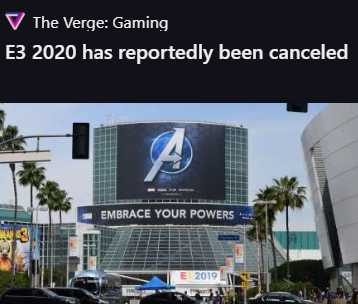 The Verge: Gaming
E3 2020 has reportedly been canceled
EMBRACE YOUR POWERS
E3 2019